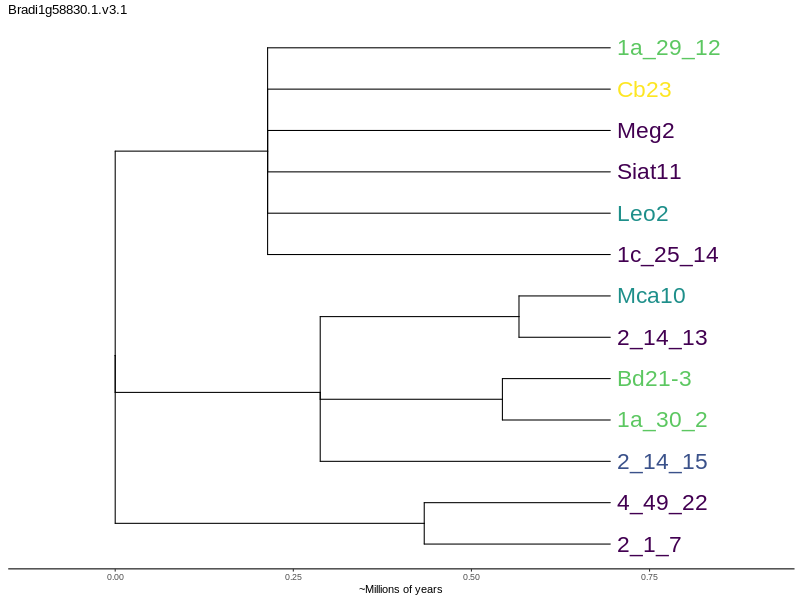 Bradi1g58830.1.v3.1
1a_29_12
Cb23
Meg2
Siat11
Leo2
1c_25_14
Mca10
2_14_13
Bd21-3
1a_30_2
2_14_15
4_49_22
2_1_7
0.00 0.25 0.50 0.75
~Millions of years